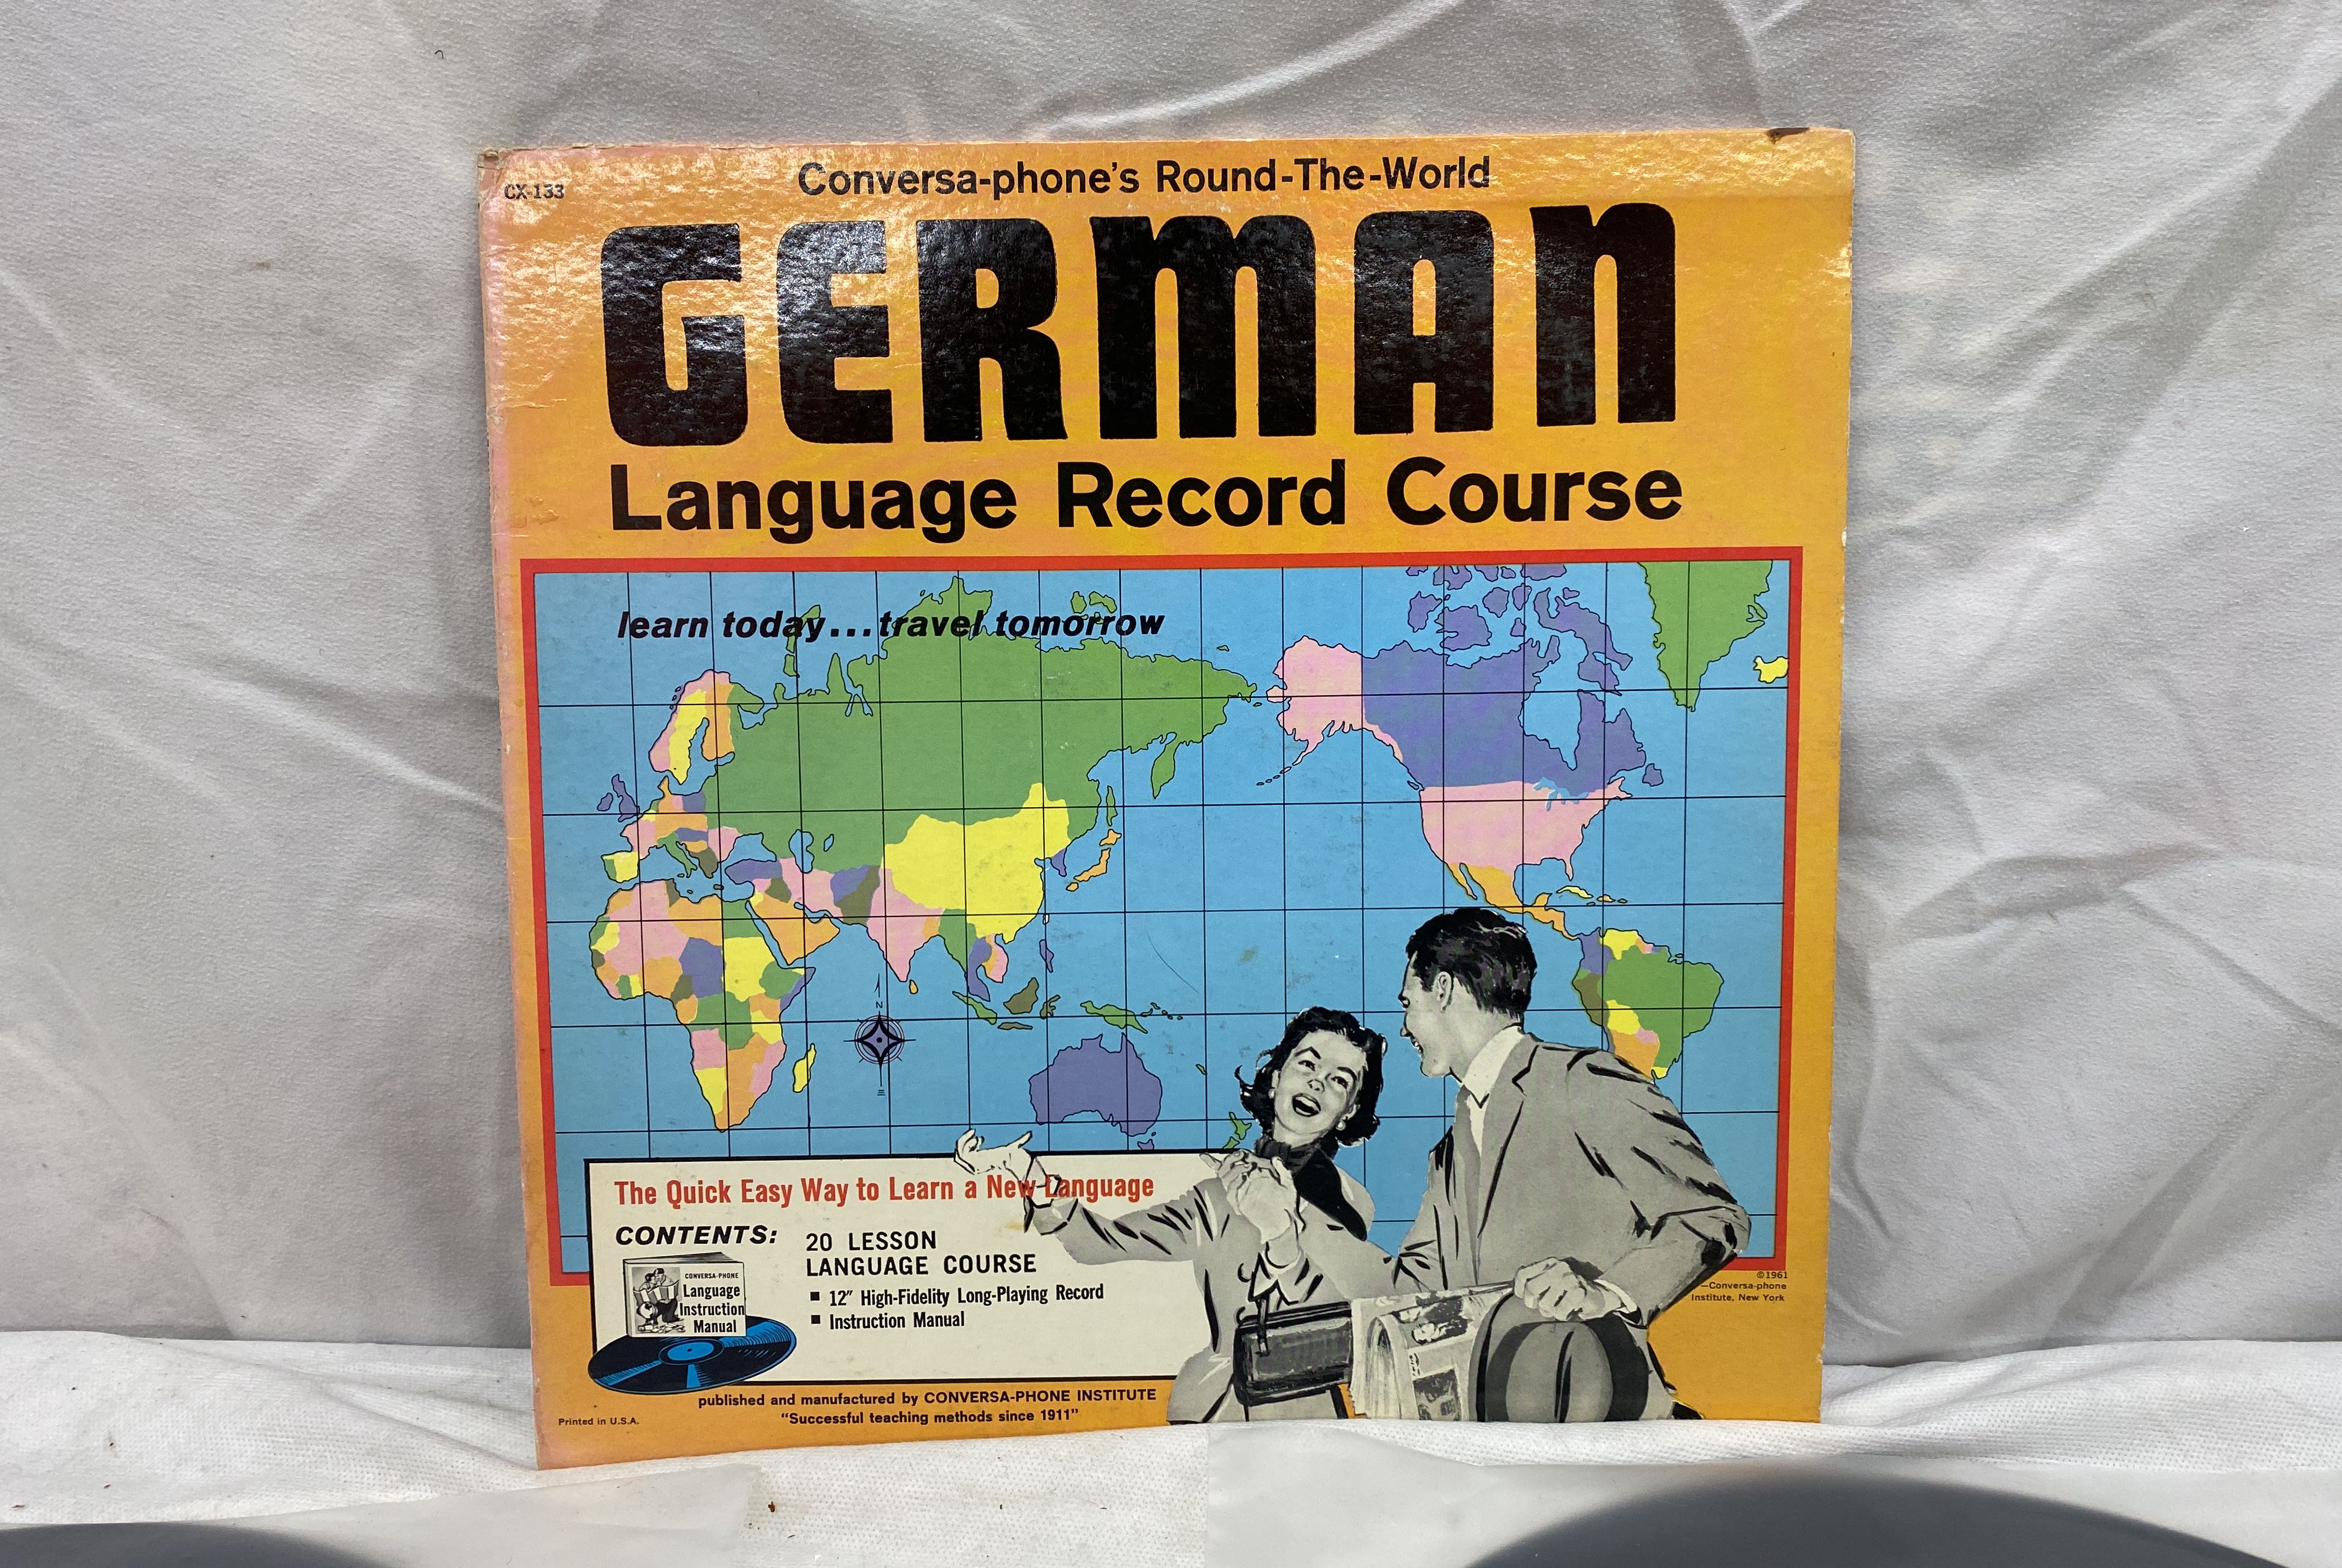 CX-133
Conversa-phone's Round-The-World
GERMAN
Language Record Course
learn today...travel tomorrow
N
The Quick Easy Way to Learn a New Language
CONTENTS:
20 LESSON
LANGUAGE COURSE
■ 12" High-Fidelity Long-Playing Record
■ Instruction Manual
CONVERSA-PHONE
Language
Instruction
Manual
©1961
—Conversa-phone
Institute, New York
published and manufactured by CONVERSA-PHONE INSTITUTE
"Successful teaching methods since 1911"
Printed in U.S.A.